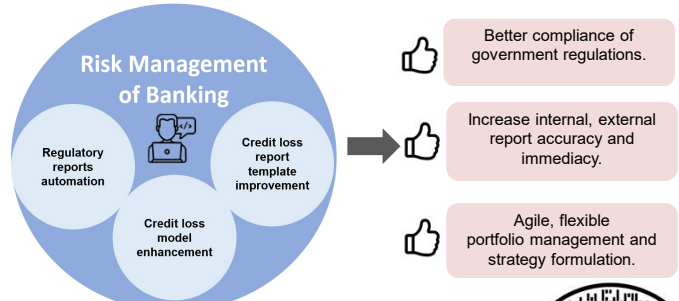 Risk Management
of Banking
</>
Regulatory
reports
automation
Credit loss
model
enhancement
Credit loss
report
template
improvement
Better compliance of
government regulations.
Increase internal, external
report accuracy and
immediacy.
Agile, flexible
portfolio management and
strategy formulation.